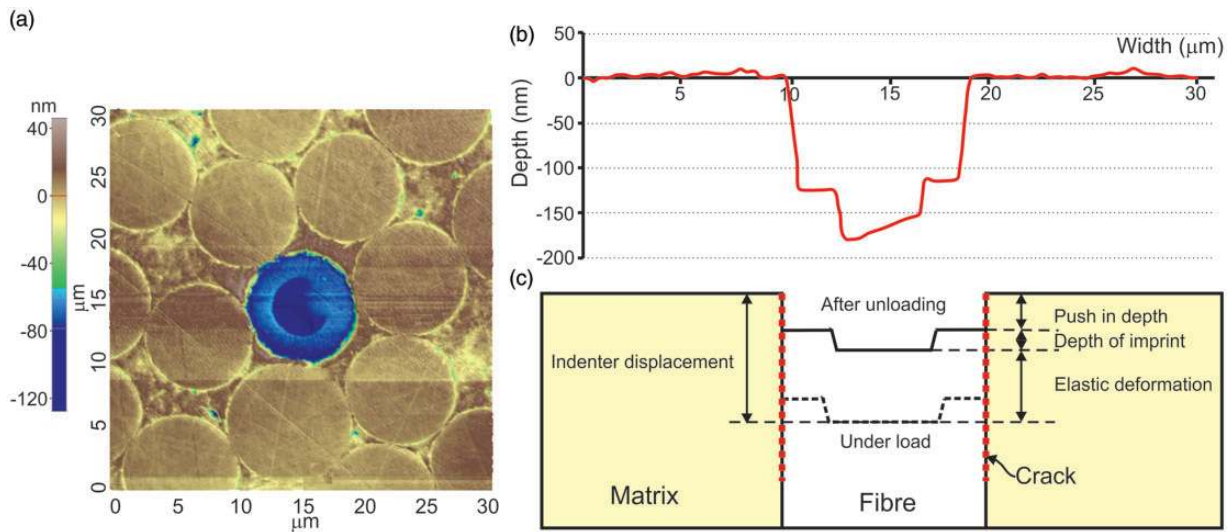 (a)
nm
40
0
-40
-80
-120
30
25
20
15
10
5
0
μm
0 5 10 15 20 25 30
μm
(b)
Width (μm)
Depth (nm)
50
0
-50
-100
-150
-200
5 10 15 20 25 30
(c)
After unloading
Push in depth
Depth of imprint
Indenter displacement
Elastic deformation
Under load
Crack
Matrix
Fibre